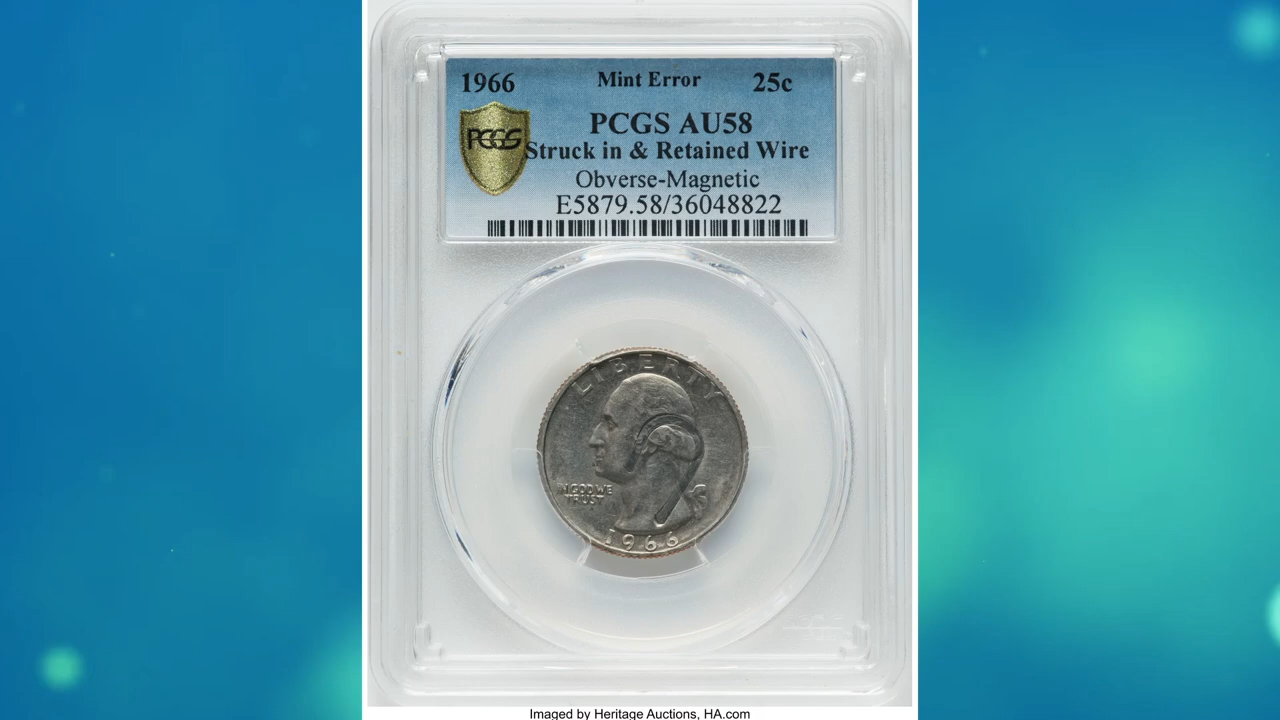 1966 Mint Error 25c
PCGS PCGS AU58
Struck in & Retained Wire
Obverse-Magnetic
E5879.58/36048822
LIBERTY
IN GOD WE
TRUST
1966
Imaged by Heritage Auctions, HA.com